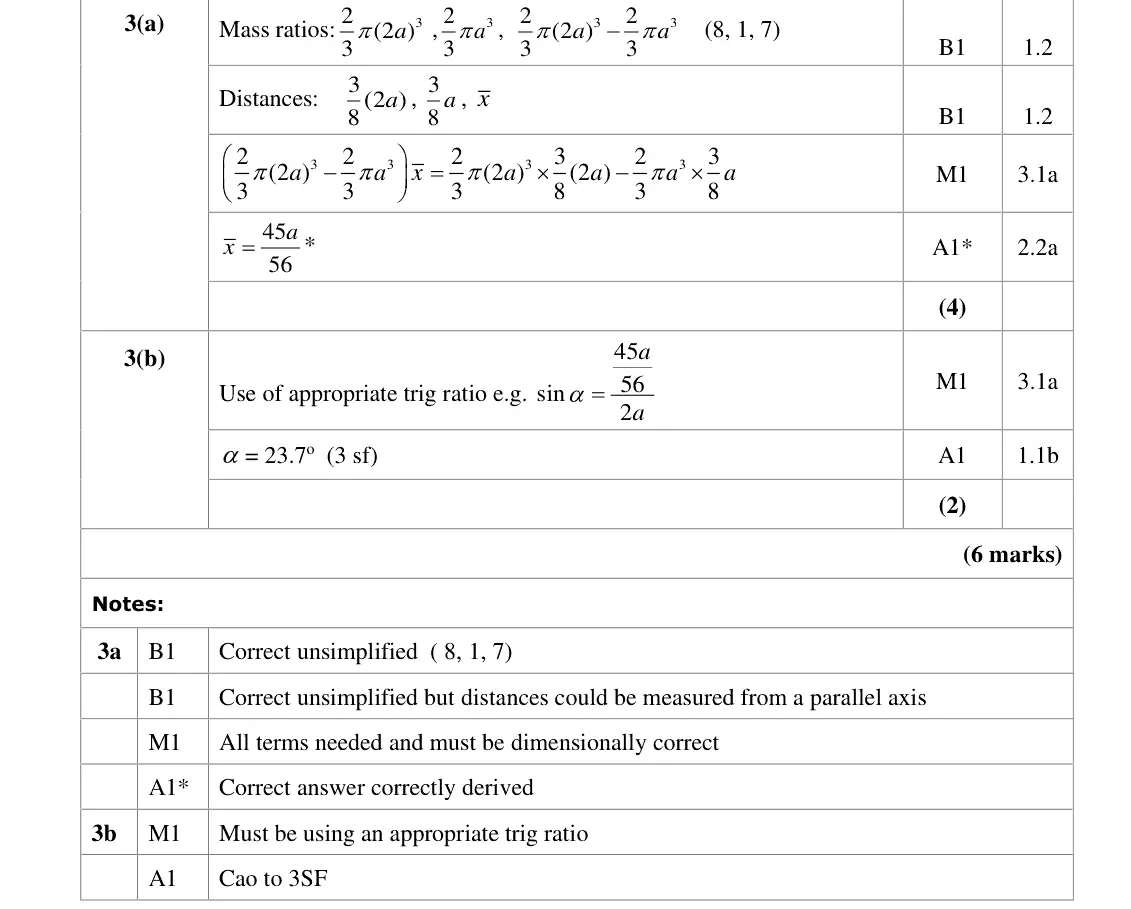 3(a) Mass ratios: 2/3 π(2a)³ , 2/3 πa³ , 2/3 π(2a)³ − 2/3 πa³ (8, 1, 7) B1 1.2
Distances: 3/8 (2a) , 3/8 a , x̅ B1 1.2
(2/3 π(2a)³ − 2/3 πa³) x̅ = 2/3 π(2a)³ × 3/8 (2a) − 2/3 πa³ × 3/8 a M1 3.1a
x̅ = 45a/56 * A1* 2.2a
(4)
3(b) Use of appropriate trig ratio e.g. sin α = (45a/56)/2a M1 3.1a
α = 23.7° (3 sf) A1 1.1b
(2)
(6 marks)
Notes:
3a B1 Correct unsimplified ( 8, 1, 7)
B1 Correct unsimplified but distances could be measured from a parallel axis
M1 All terms needed and must be dimensionally correct
A1* Correct answer correctly derived
3b M1 Must be using an appropriate trig ratio
A1 Cao to 3SF